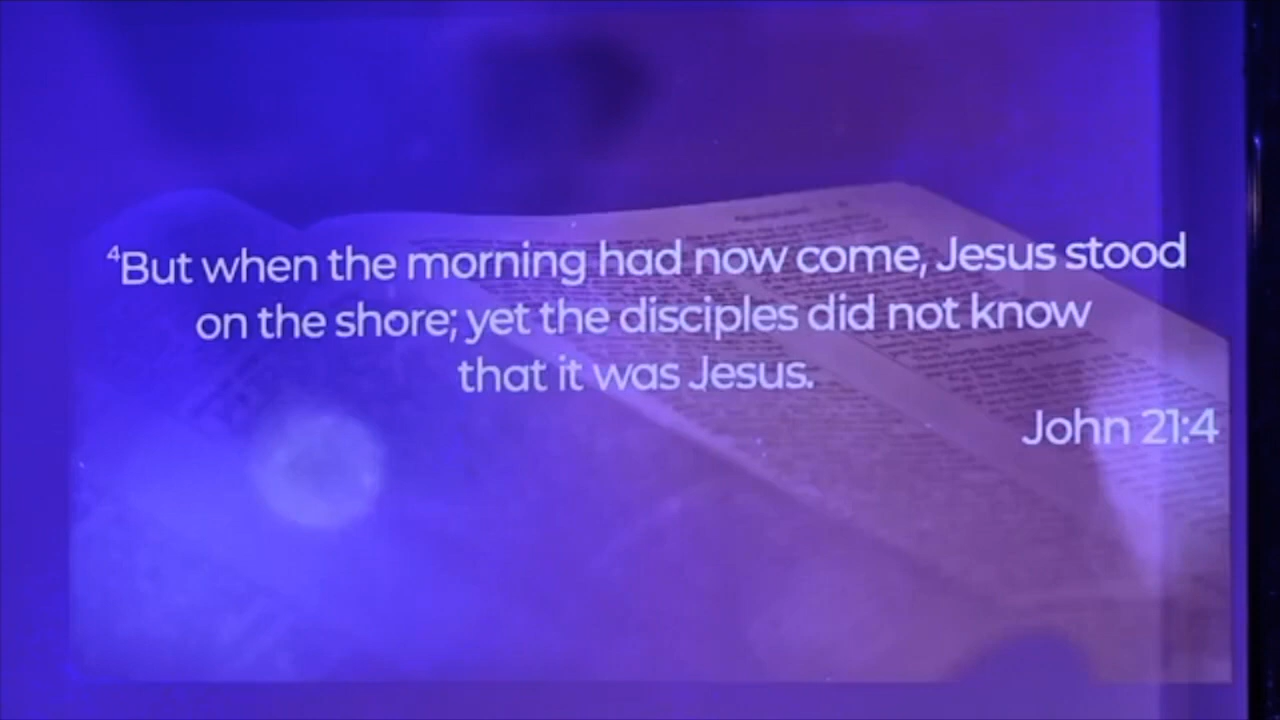 ⁴But when the morning had now come, Jesus stood
on the shore; yet the disciples did not know
that it was Jesus.
John 21:4